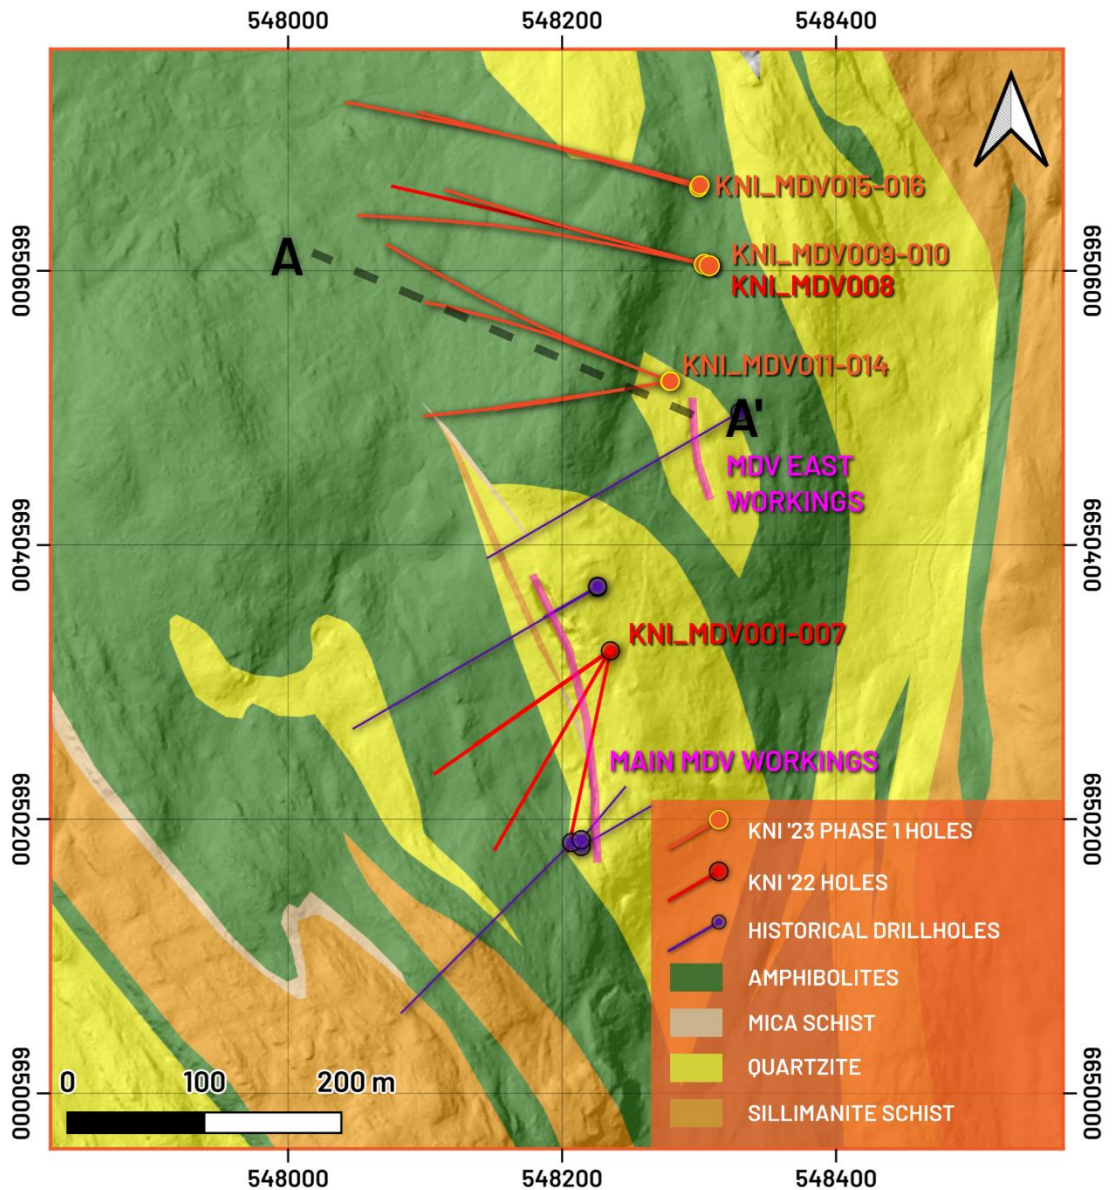 548000
548200
548400
KNI_MDV015-016
KNI_MDV009-010
KNI_MDV008
A
6650600
6650600
KNI_MDV011-014
A'
MDV EAST
WORKINGS
6650400
6650400
KNI_MDV001-007
MAIN MDV WORKINGS
6650200
6650200
KNI '23 PHASE 1 HOLES
KNI '22 HOLES
HISTORICAL DRILLHOLES
AMPHIBOLITES
MICA SCHIST
QUARTZITE
SILLIMANITE SCHIST
0 100 200 m
6650000
6650000
548000
548200
548400